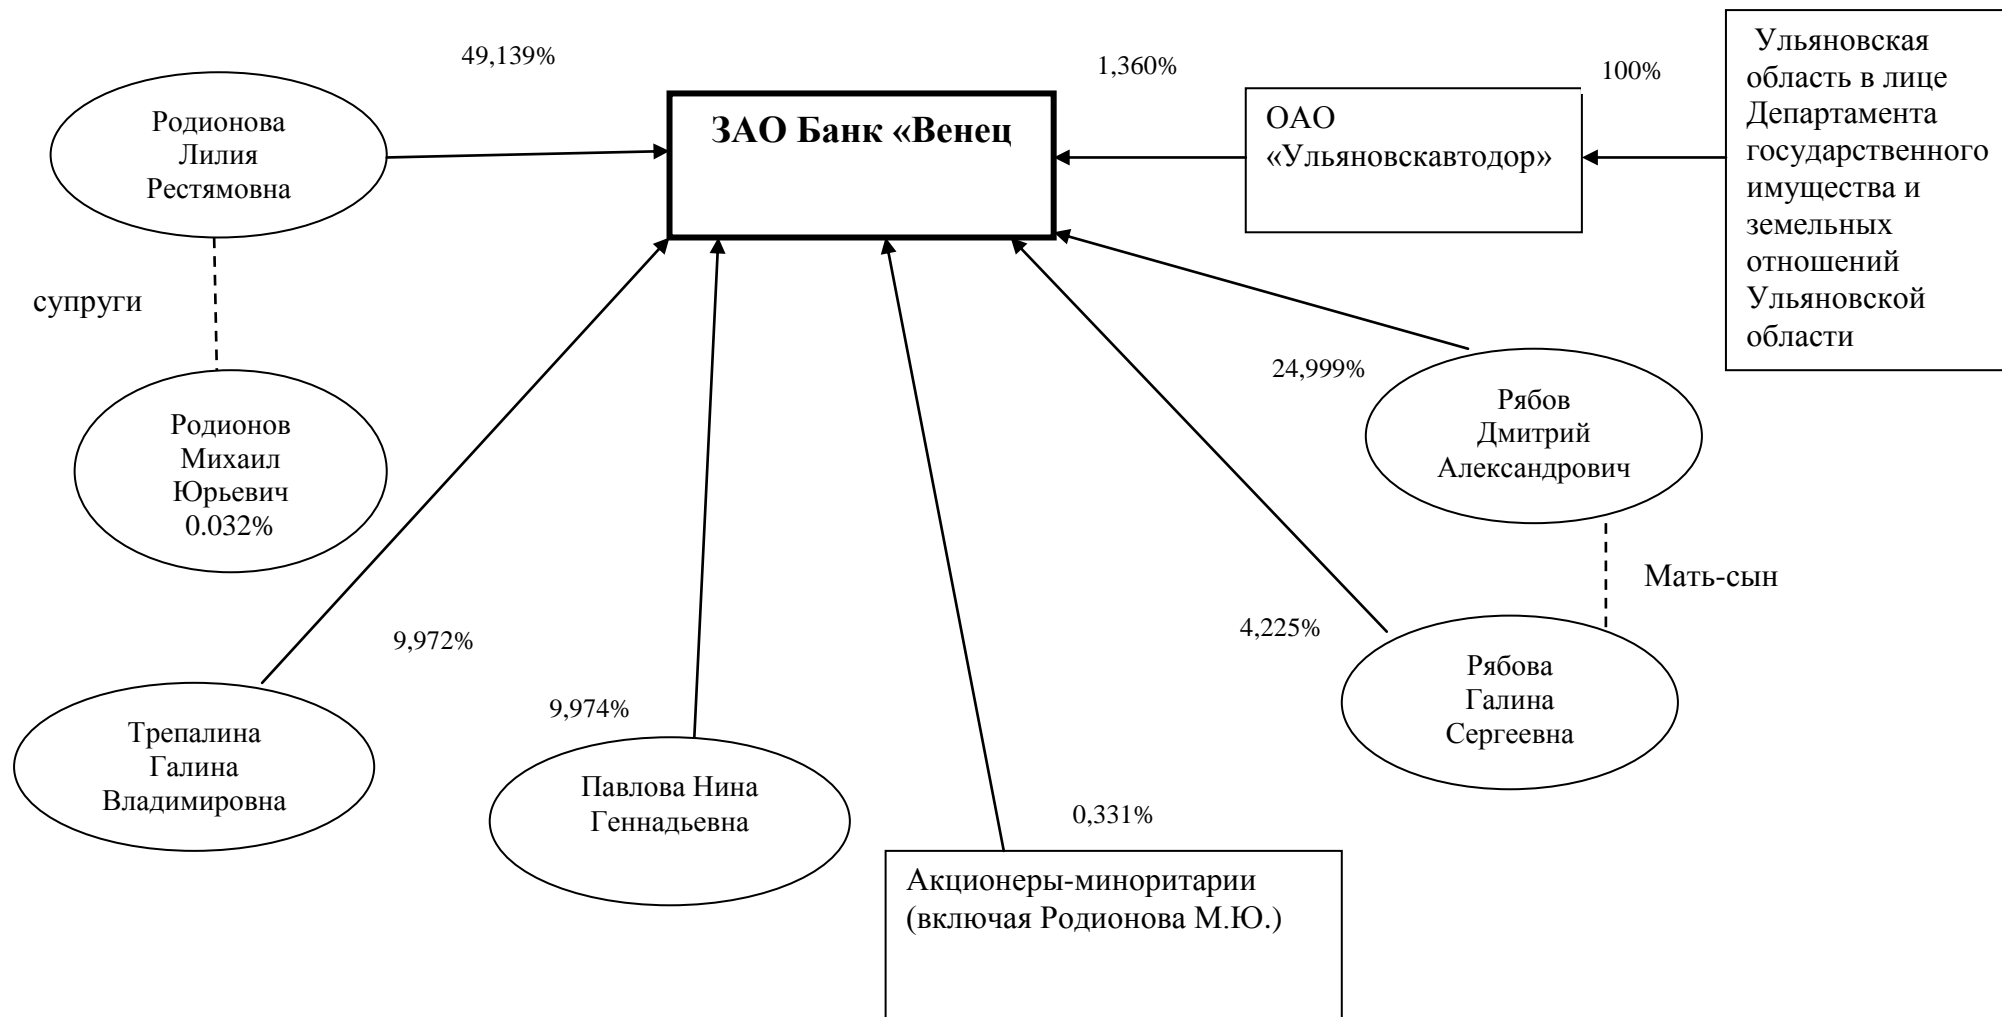 49,139%
1,360%
100%
Родионова
Лилия
Рестямовна
ЗАО Банк «Венец
ОАО
«Ульяновскавтодор»
Ульяновская
область в лице
Департамента
государственного
имущества и
земельных
отношений
Ульяновской
области
супруги
Родионов
Михаил
Юрьевич
0.032%
24,999%
Рябов
Дмитрий
Александрович
Мать-сын
9,972%
9,974%
4,225%
Рябова
Галина
Сергеевна
Трепалина
Галина
Владимировна
Павлова Нина
Геннадьевна
0,331%
Акционеры-миноритарии
(включая Родионова М.Ю.)